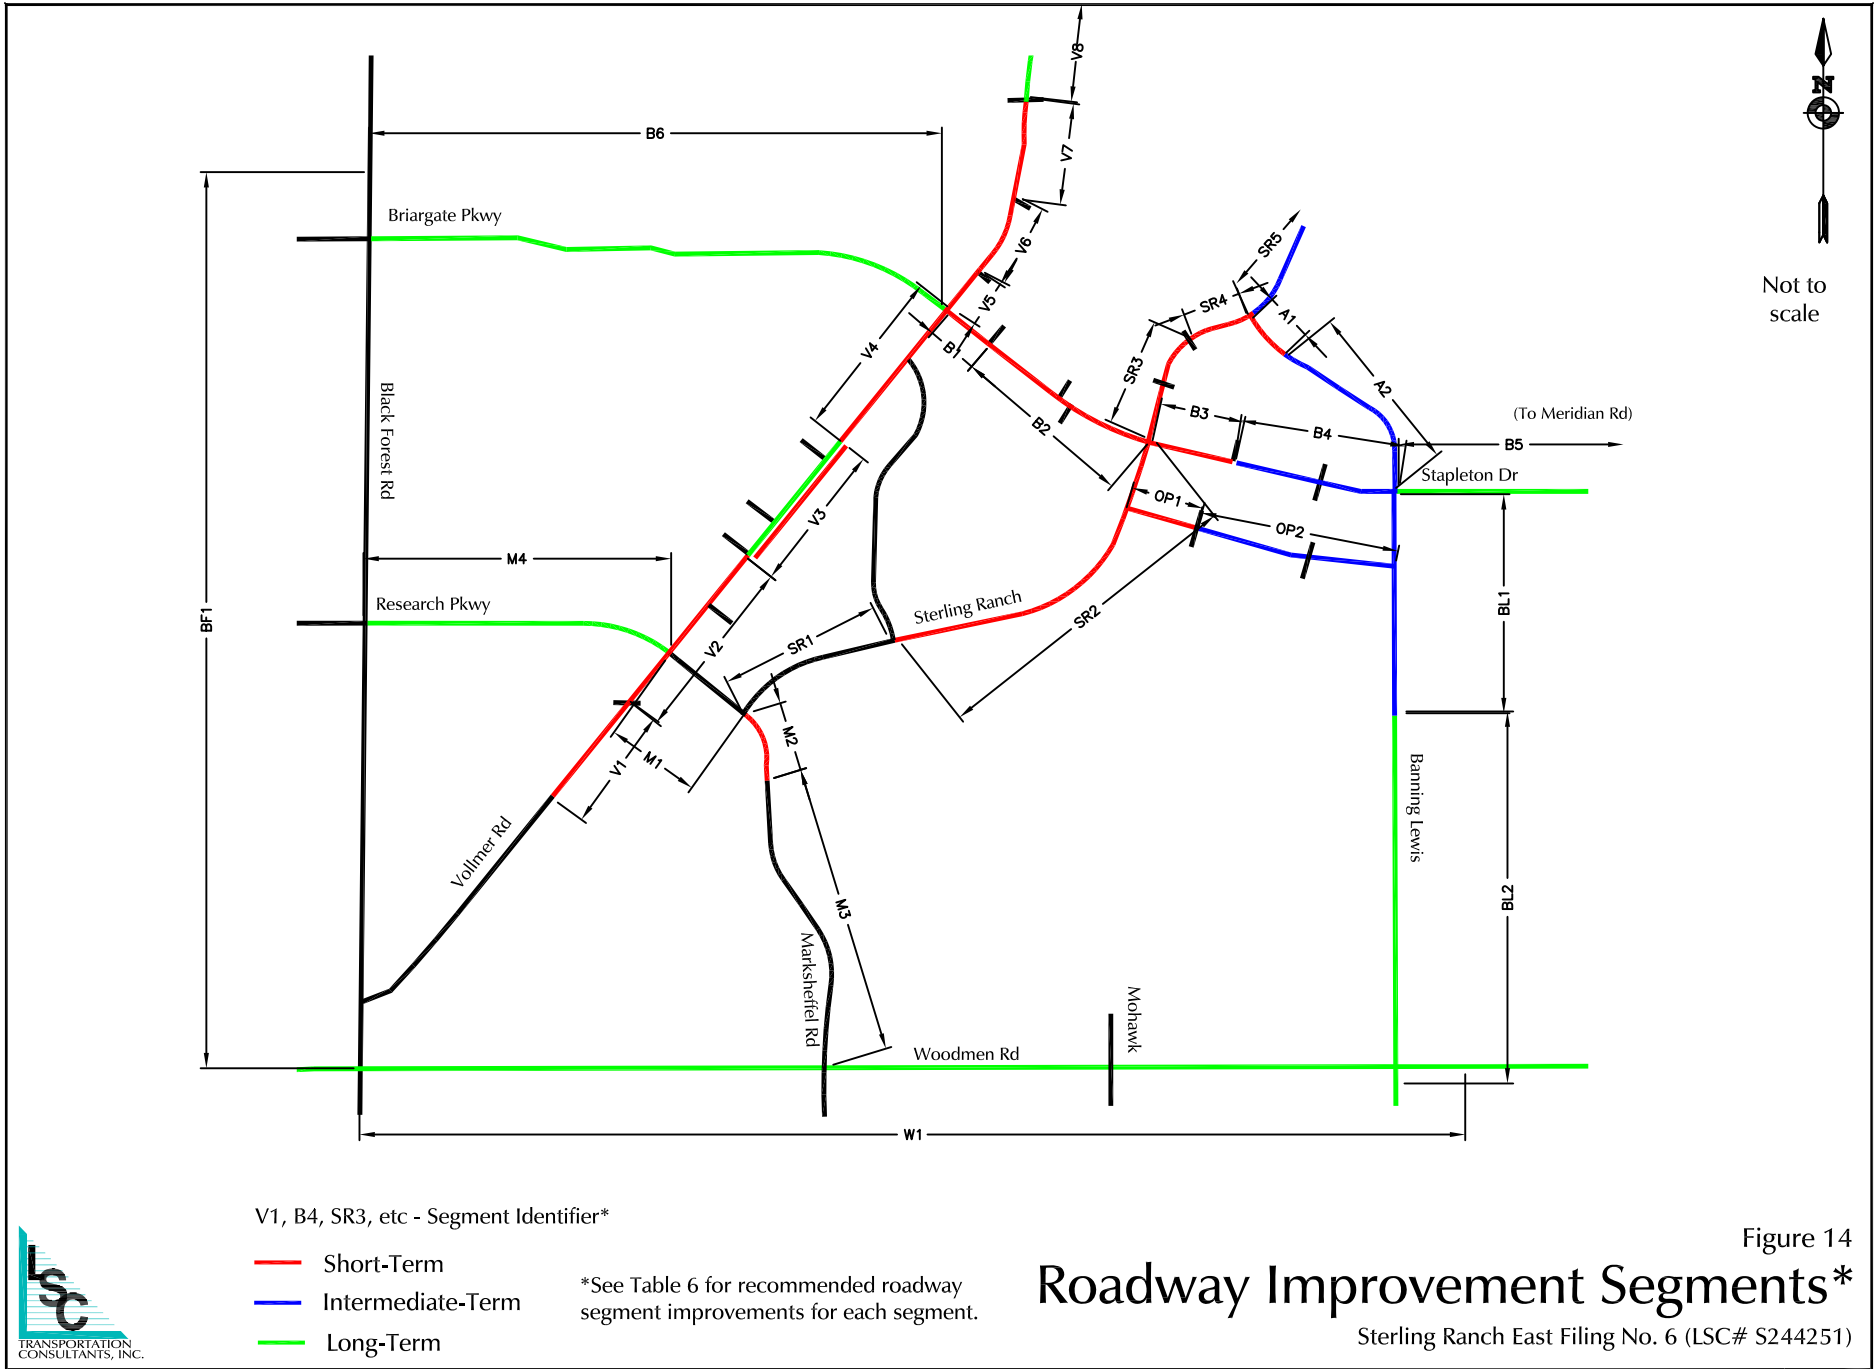 V8
N
B6
V7
Briargate Pkwy
Not to
scale
V6
SR5
V5
SR4
A1
V4
B1
SR3
A2
Black Forest Rd
B2
B3
B4
(To Meridian Rd)
B5
Stapleton Dr
OP1
OP2
V3
M4
Research Pkwy
BF1
Sterling Ranch
BL1
SR2
SR1
V2
M2
M1
V1
Banning Lewis
Vollmer Rd
M3
BL2
Marksheffel Rd
Mohawk
Woodmen Rd
W1
V1, B4, SR3, etc - Segment Identifier*
Short-Term
Intermediate-Term
Long-Term
*See Table 6 for recommended roadway
segment improvements for each segment.
Figure 14
Roadway Improvement Segments*
Sterling Ranch East Filing No. 6 (LSC# S244251)
LSC
TRANSPORTATION
CONSULTANTS, INC.